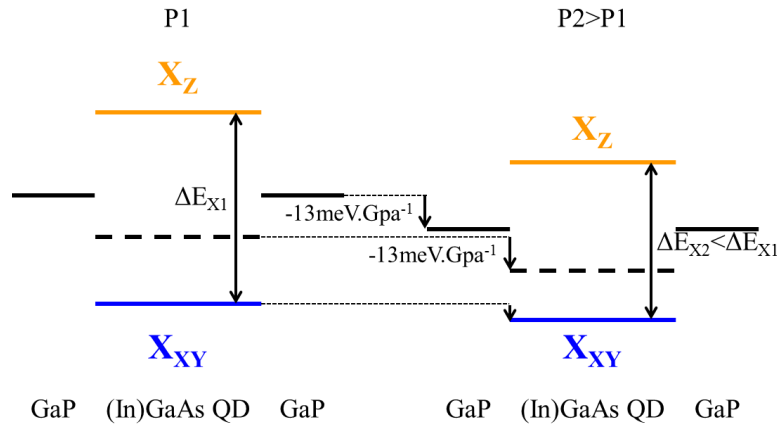 P1
P2>P1
X_Z
X_Z
ΔE_X1
-13meV.Gpa⁻¹
-13meV.Gpa⁻¹
ΔE_X2<ΔE_X1
X_XY
X_XY
GaP (In)GaAs QD GaP
GaP (In)GaAs QD GaP